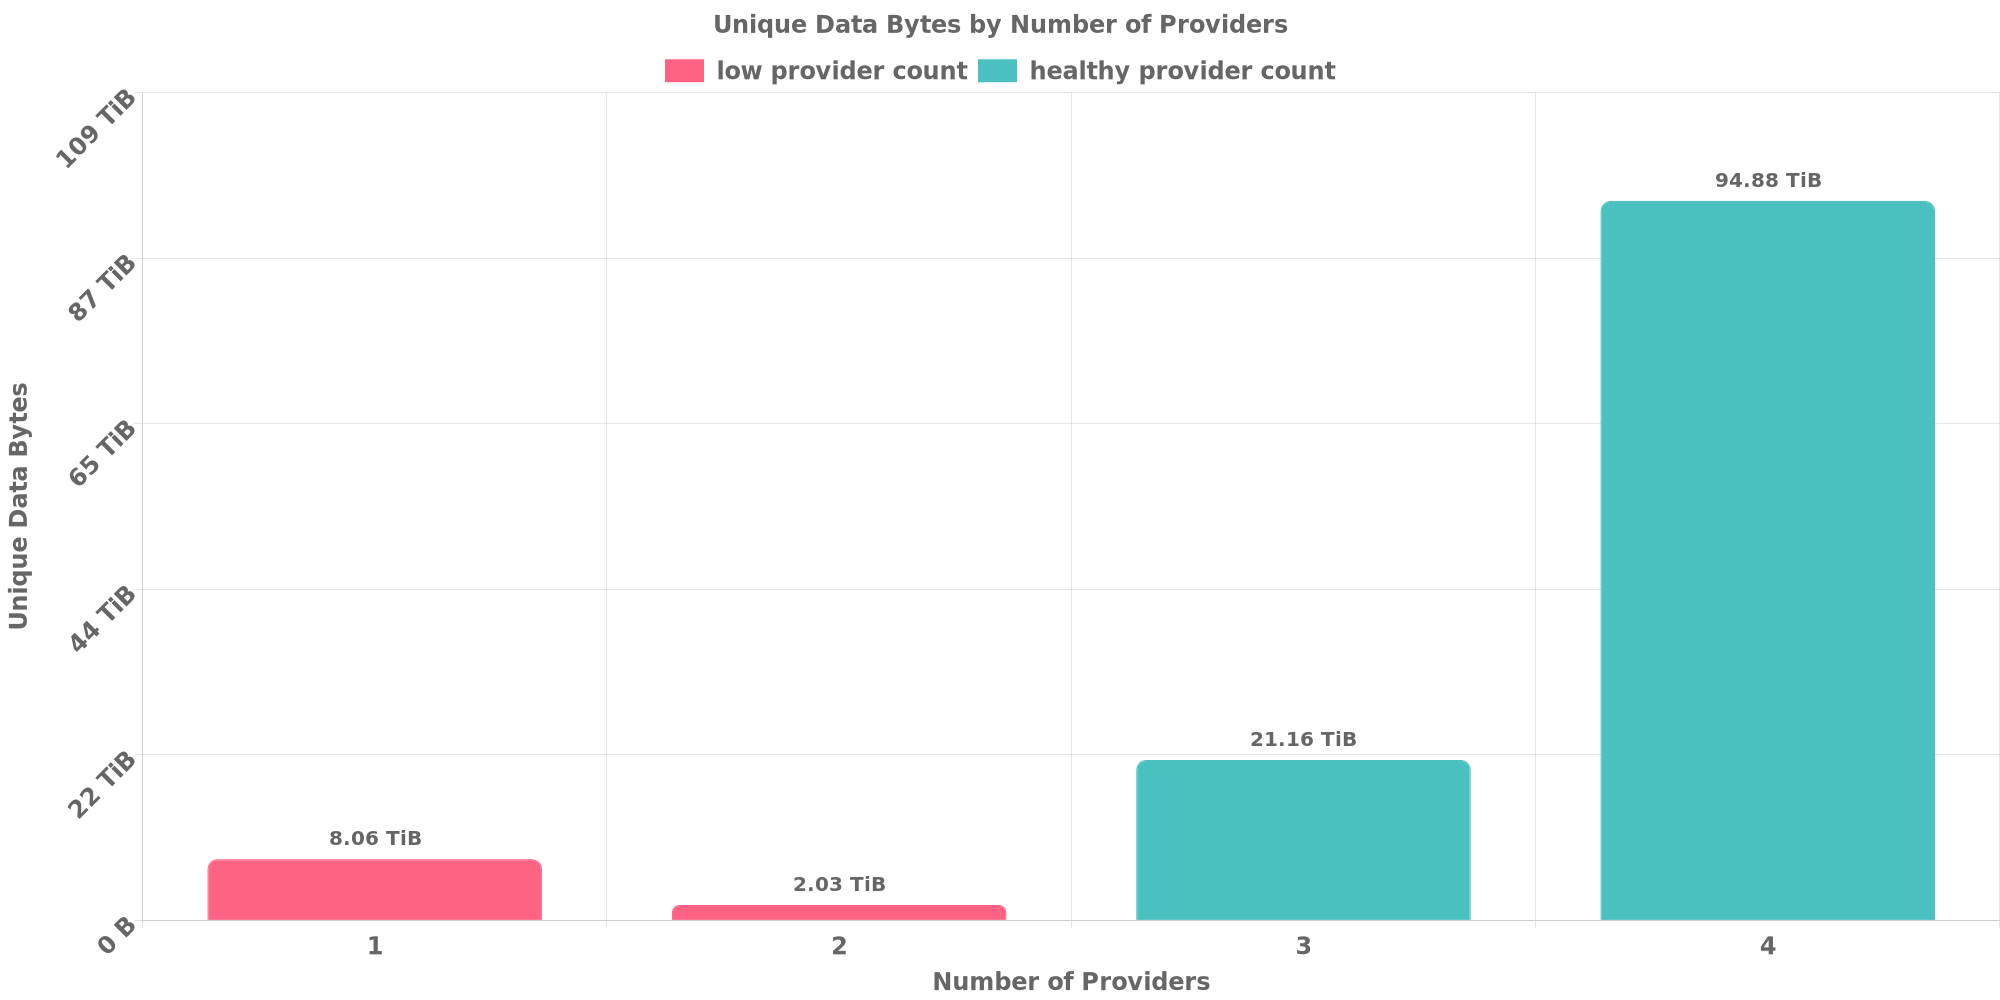 Unique Data Bytes by Number of Providers
low provider count healthy provider count
109 TiB
87 TiB
65 TiB
44 TiB
22 TiB
0 B
Unique Data Bytes
8.06 TiB
2.03 TiB
21.16 TiB
94.88 TiB
1 2 3 4
Number of Providers